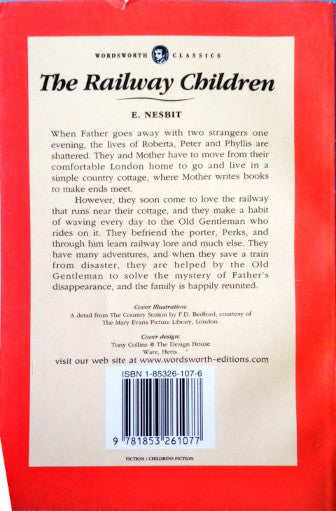 WORDSWORTH CLASSICS
The Railway Children
E. NESBIT
When Father goes away with two strangers one
evening, the lives of Roberta, Peter and Phyllis are
shattered. They and Mother have to move from their
comfortable London home to go and live in a
simple country cottage, where Mother writes books
to make ends meet.
However, they soon come to love the railway
that runs near their cottage, and they make a habit
of waving every day to the Old Gentleman who
rides on it. They befriend the porter, Perks, and
through him learn railway lore and much else. They
have many adventures, and when they save a train
from disaster, they are helped by the Old
Gentleman to solve the mystery of Father's
disappearance, and the family is happily reunited.
Cover Illustration:
A detail from The Country Station by F.D. Bedford, courtesy of
The Mary Evans Picture Library, London.
Cover design:
Tony Collins @ The Design House
Ware, Herts.
visit our web site at www.wordsworth-editions.com
ISBN 1-85326-107-6
9 781853 261077
FICTION / CHILDRENS FICTION